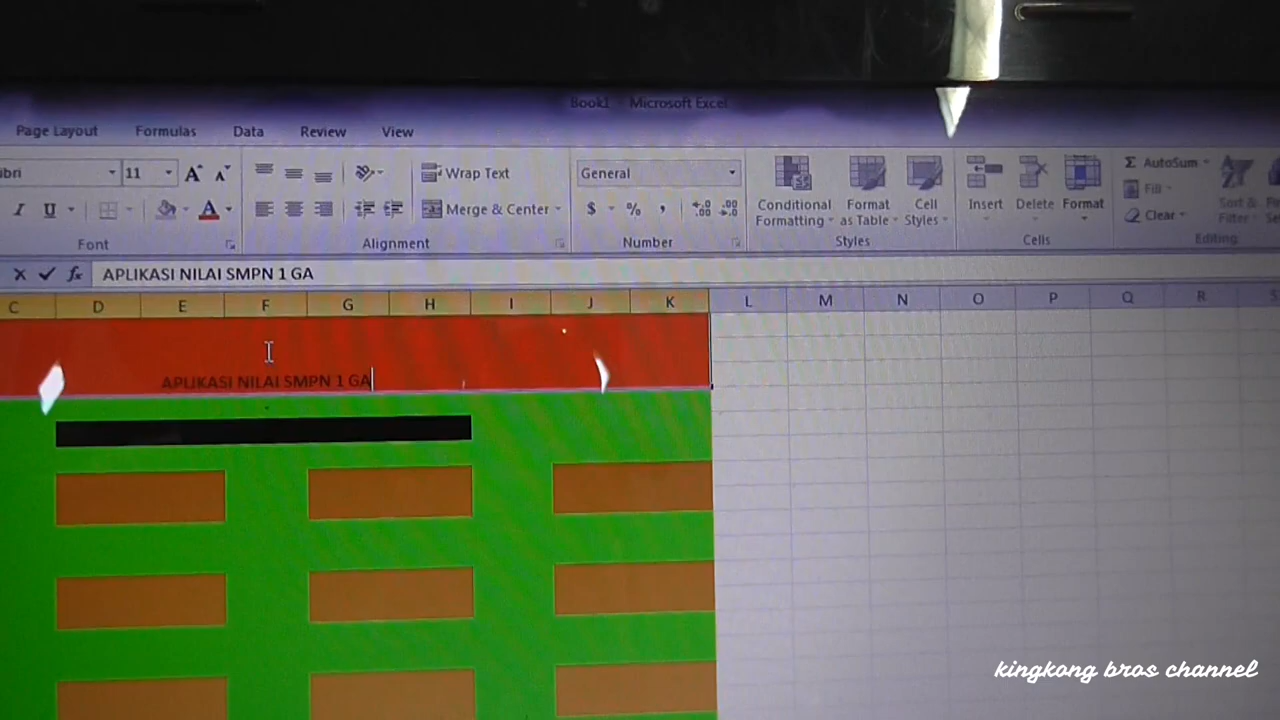 Book1 - Microsoft Excel
Page Layout Formulas Data Review View
11 A A Wrap Text General Conditional Formatting Format as Table Cell Styles Insert Delete Format Σ AutoSum Fill Clear
I U A Merge & Center $ % ,
Font Alignment Number Styles Cells Editing
fx APLIKASI NILAI SMPN 1 GA
C D E F G H I J K L M N O P Q R S
APLIKASI NILAI SMPN 1 GA
kingkong bros channel